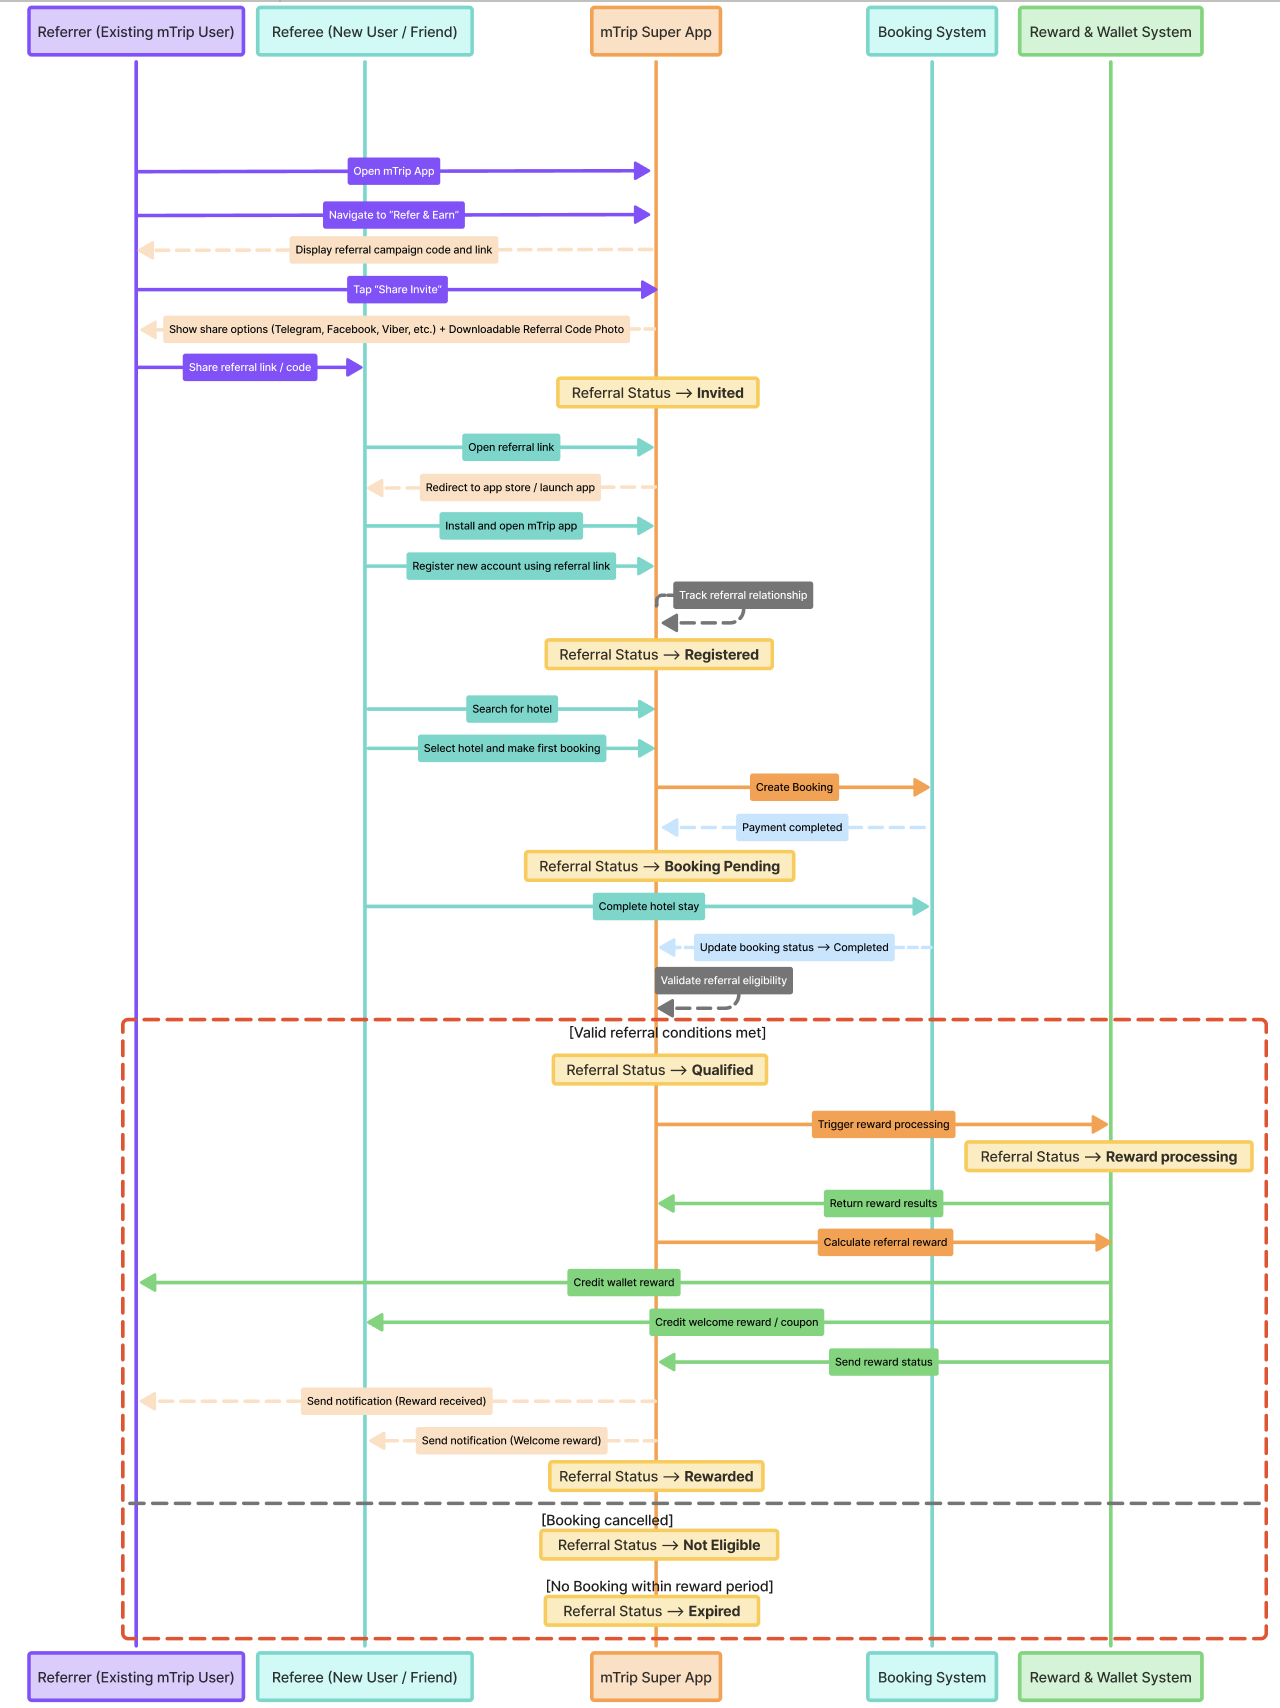 Referrer (Existing mTrip User)
Referee (New User / Friend)
mTrip Super App
Booking System
Reward & Wallet System
Open mTrip App
Navigate to “Refer & Earn”
Display referral campaign code and link
Tap “Share Invite”
Show share options (Telegram, Facebook, Viber, etc.) + Downloadable Referral Code Photo
Share referral link / code
Referral Status → Invited
Open referral link
Redirect to app store / launch app
Install and open mTrip app
Register new account using referral link
Track referral relationship
Referral Status → Registered
Search for hotel
Select hotel and make first booking
Create Booking
Payment completed
Referral Status → Booking Pending
Complete hotel stay
Update booking status → Completed
Validate referral eligibility
[Valid referral conditions met]
Referral Status → Qualified
Trigger reward processing
Referral Status → Reward processing
Return reward results
Calculate referral reward
Credit wallet reward
Credit welcome reward / coupon
Send reward status
Send notification (Reward received)
Send notification (Welcome reward)
Referral Status → Rewarded
[Booking cancelled]
Referral Status → Not Eligible
[No Booking within reward period]
Referral Status → Expired
Referrer (Existing mTrip User)
Referee (New User / Friend)
mTrip Super App
Booking System
Reward & Wallet System